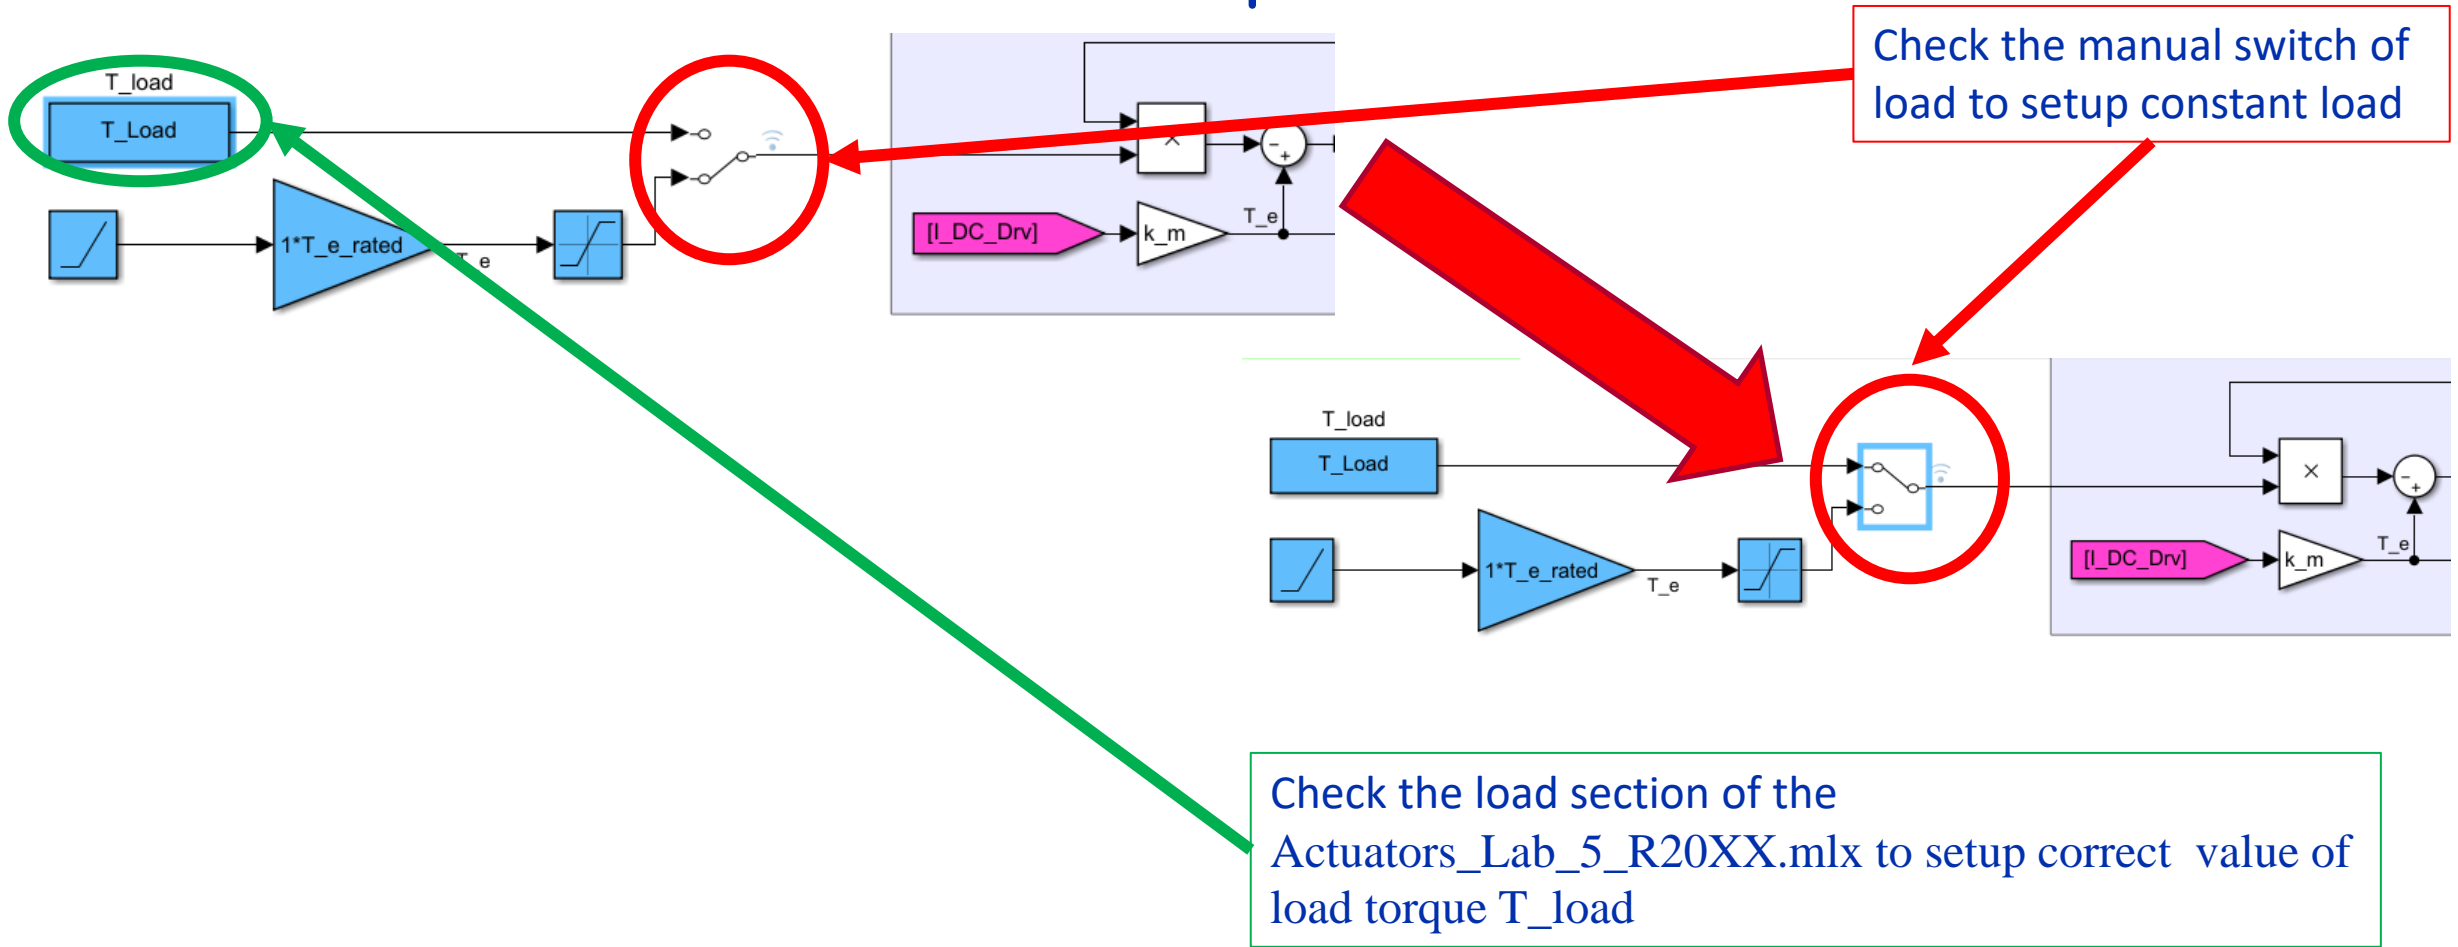 Check the manual switch of
load to setup constant load
T_load
T_Load
1*T_e_rated
T_e
×
[I_DC_Drv]
k_m
T_e
−
+
T_load
T_Load
1*T_e_rated
T_e
×
[I_DC_Drv]
k_m
T_e
−
+
Check the load section of the
Actuators_Lab_5_R20XX.mlx to setup correct value of
load torque T_load